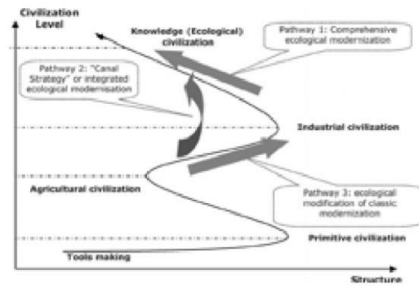 Civilization
Level
Knowledge (Ecological)
civilization
Pathway 1: Comprehensive
ecological modernization
Pathway 2: "Canal
Strategy" or integrated
ecological modernisation
Industrial civilization
Agricultural civilization
Pathway 3: ecological
modification of classic
modernization
Primitive civilization
Tools making
Structure